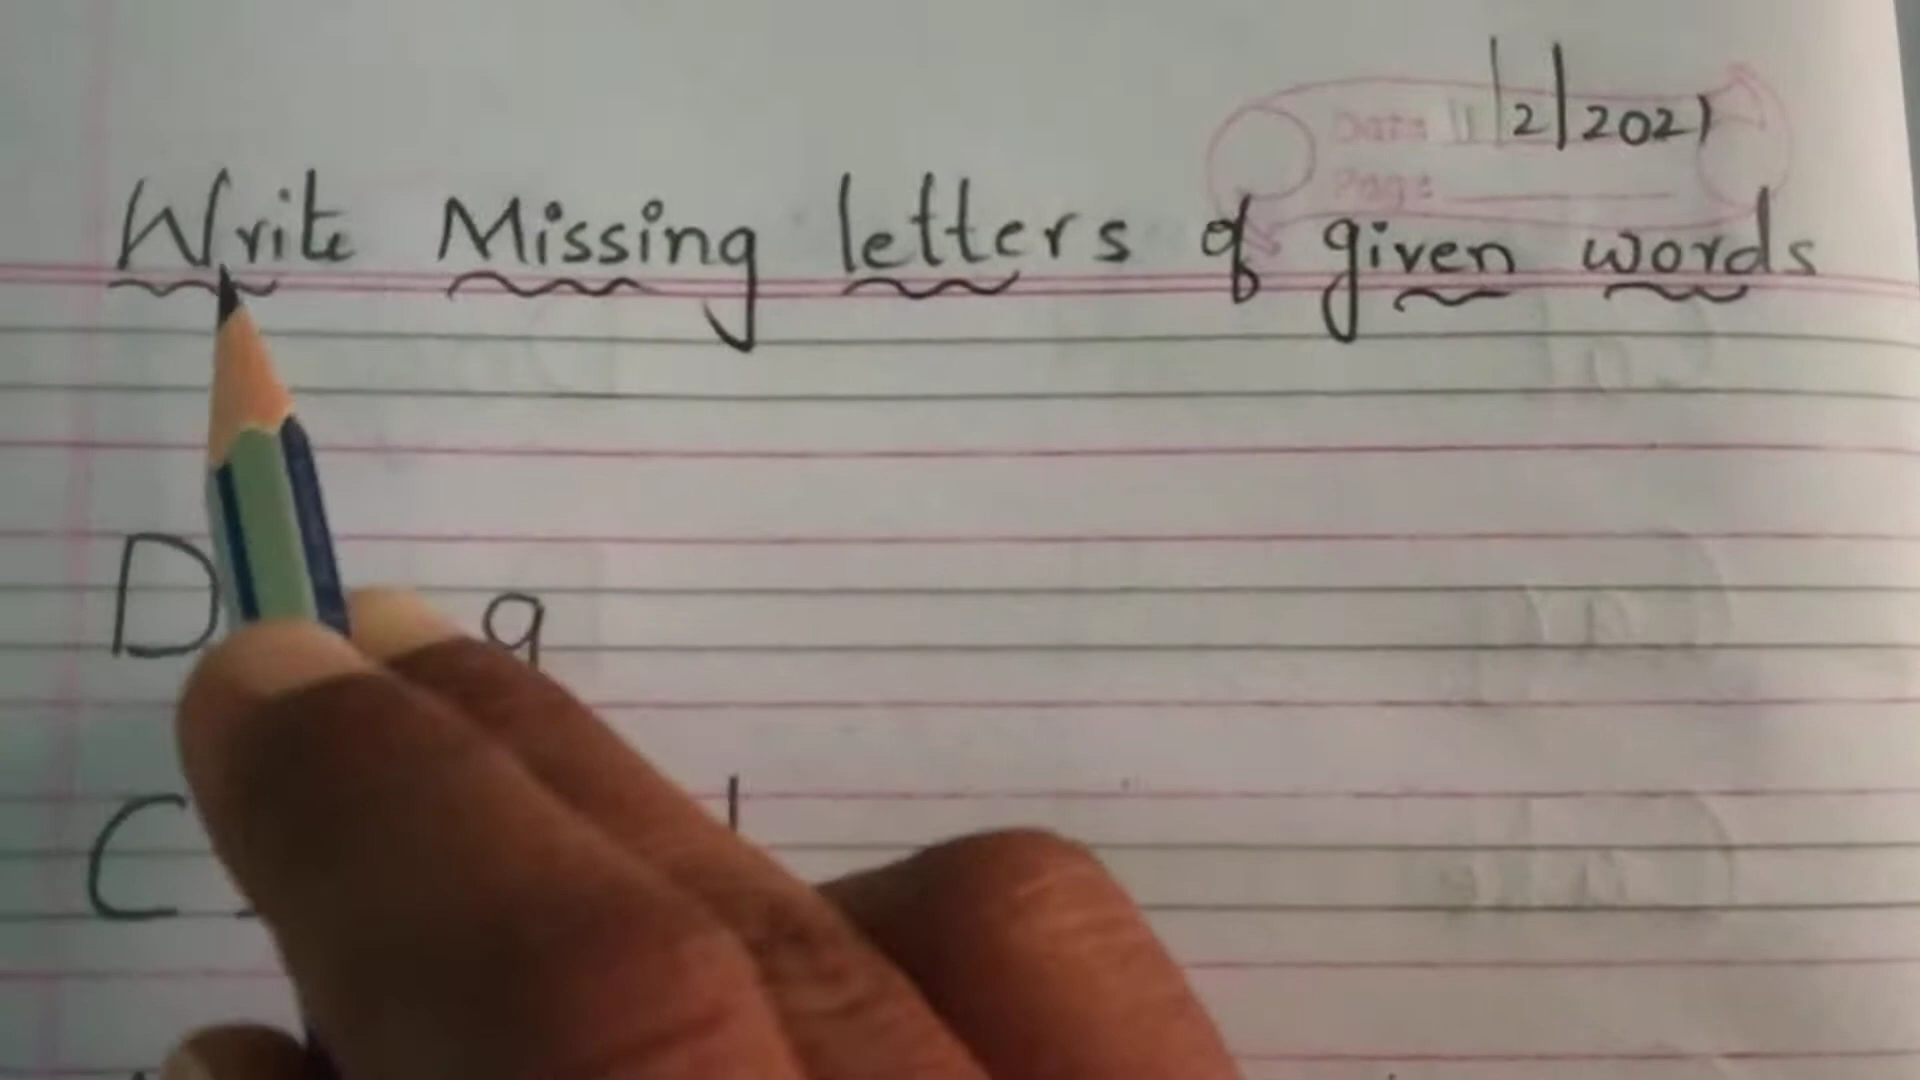 Date 11/2/2021
Page
Write Missing letters of given words
D g
C